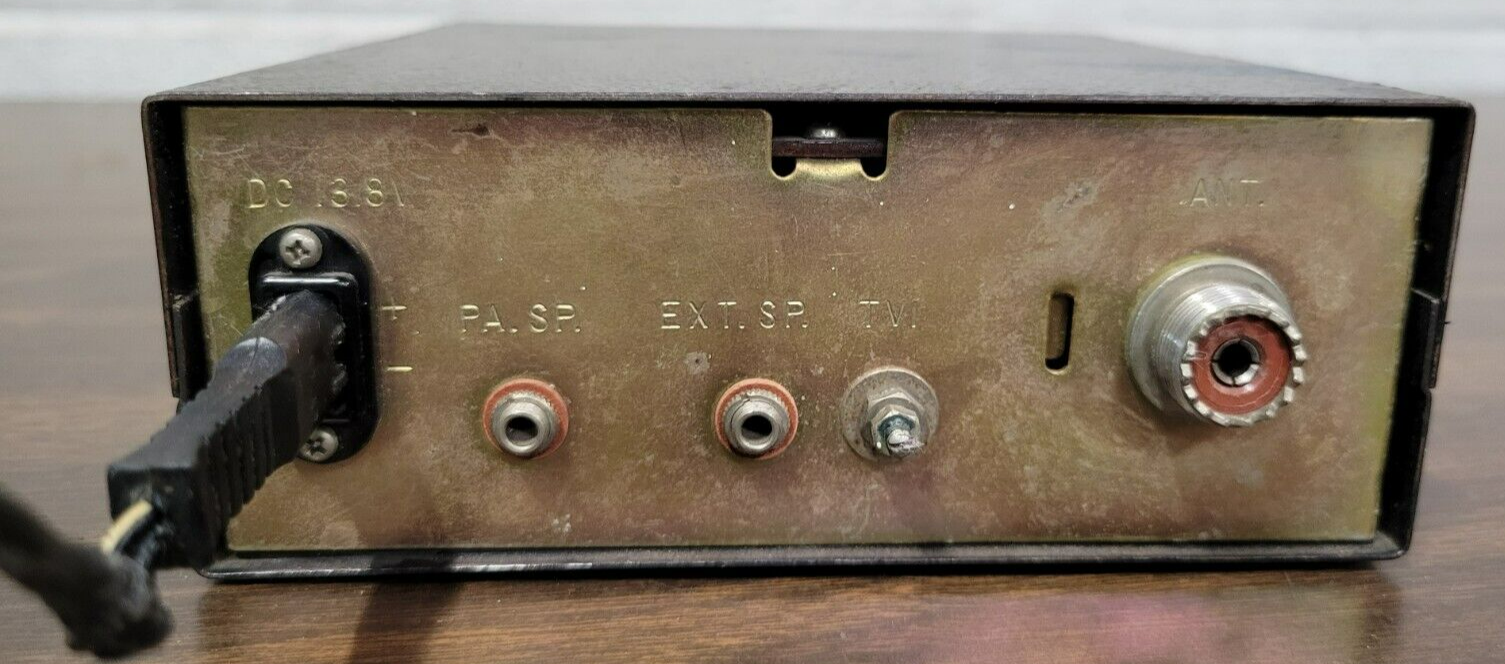 DC 13.8V
ANT.
+
PA. SP.
EXT. SP.
TVI
−